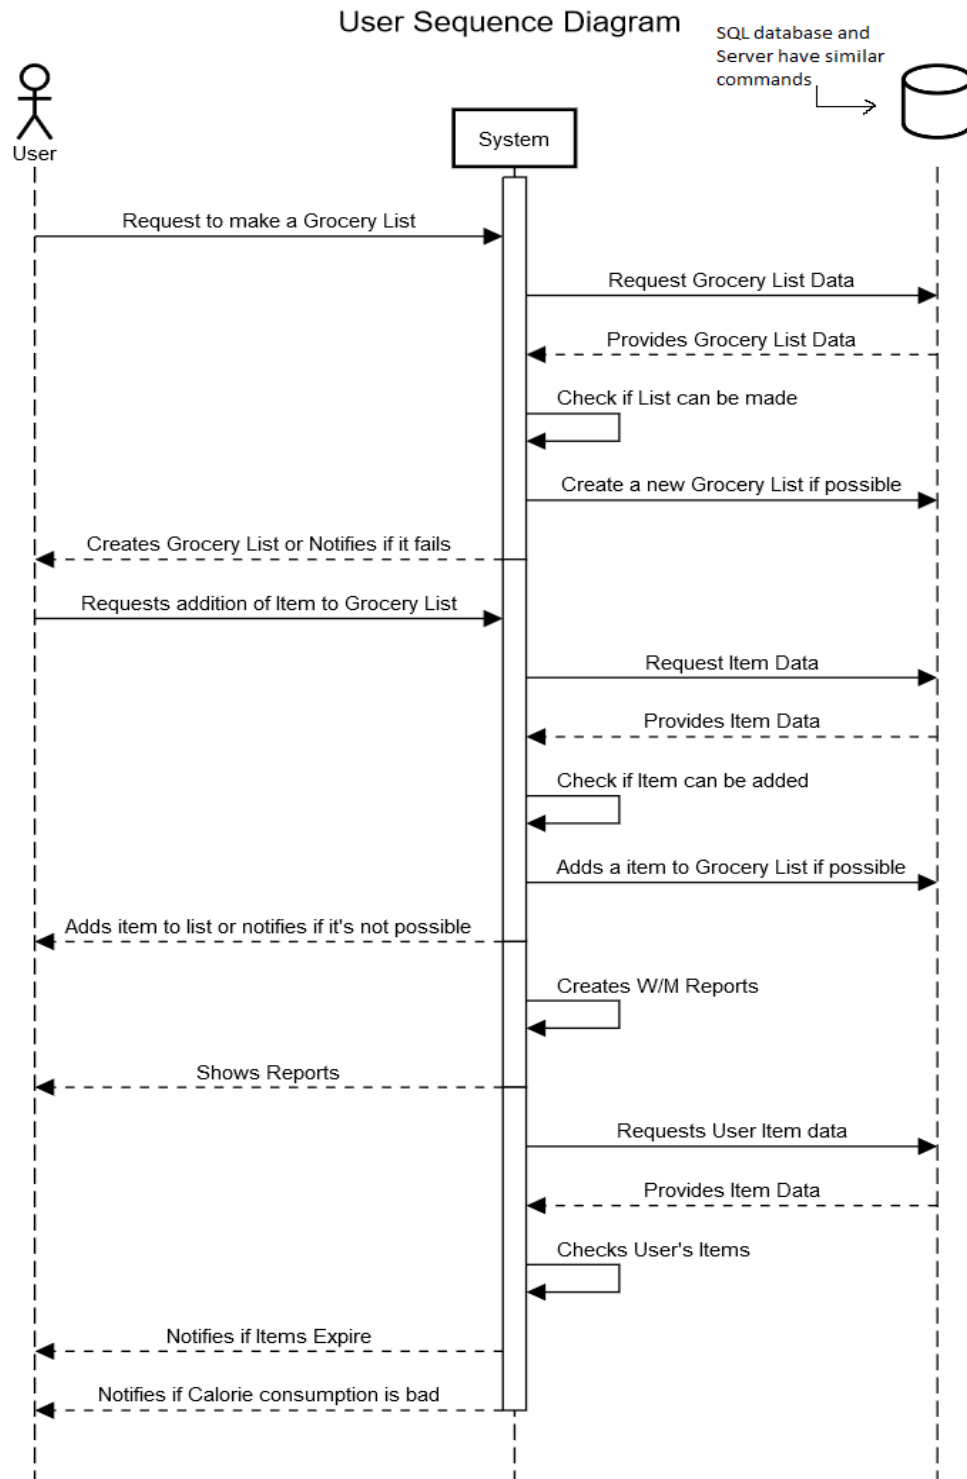 User Sequence Diagram
SQL database and
Server have similar
commands
User
System
Request to make a Grocery List
Request Grocery List Data
Provides Grocery List Data
Check if List can be made
Create a new Grocery List if possible
Creates Grocery List or Notifies if it fails
Requests addition of Item to Grocery List
Request Item Data
Provides Item Data
Check if Item can be added
Adds a item to Grocery List if possible
Adds item to list or notifies if it's not possible
Creates W/M Reports
Shows Reports
Requests User Item data
Provides Item Data
Checks User's Items
Notifies if Items Expire
Notifies if Calorie consumption is bad